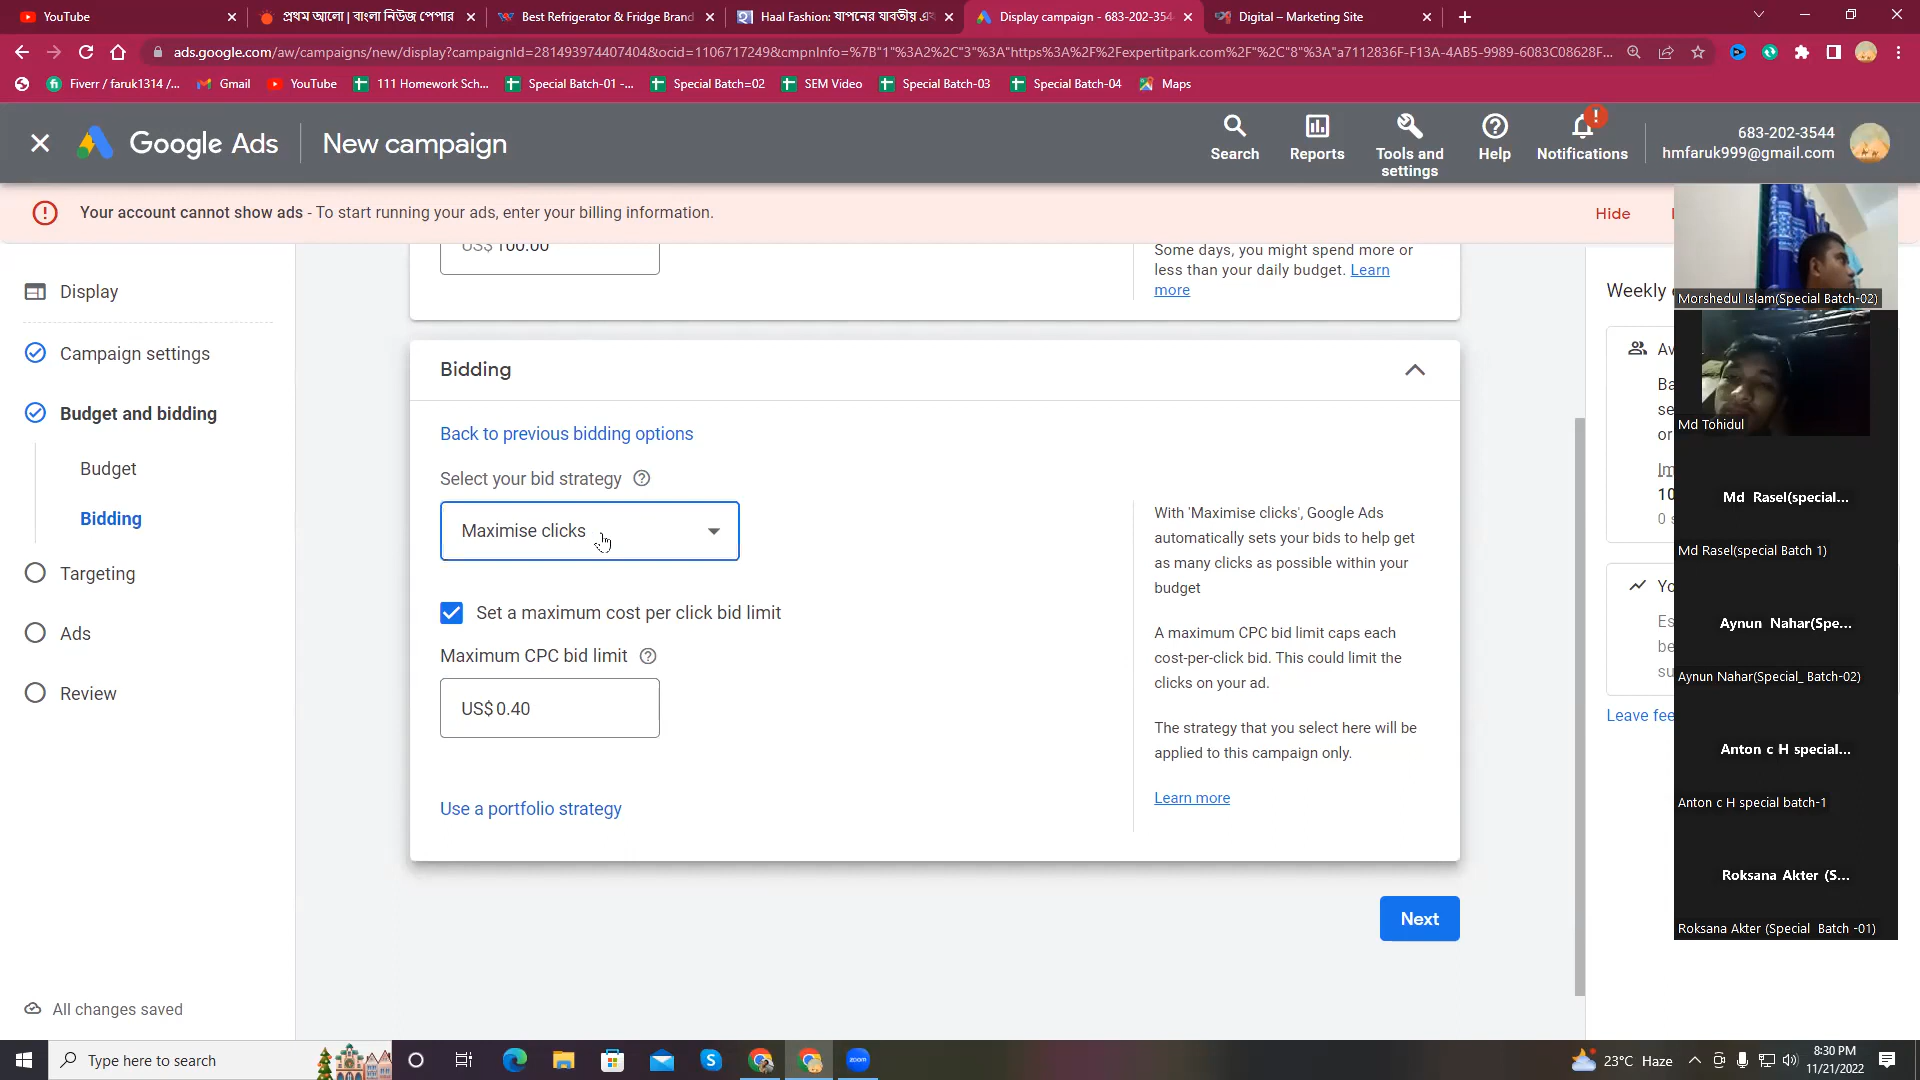 YouTube
প্রথম আলো | বাংলা নিউজ পেপার
Best Refrigerator & Fridge Brand
Haal Fashion: যাপনের যাবতীয় এক
Display campaign - 683-202-354
Digital – Marketing Site
ads.google.com/aw/campaigns/new/display?campaignId=281493974407404&ocid=1106717249&cmpnInfo=%7B"1"%3A2%2C"3"%3A"https%3A%2F%2Fexpertitpark.com%2F"%2C"8"%3A"a7112836F-F13A-4AB5-9989-6083C08628F...
Fiverr / faruk1314 /...
Gmail
YouTube
111 Homework Sch...
Special Batch-01 -...
Special Batch=02
SEM Video
Special Batch-03
Special Batch-04
Maps
Google Ads
New campaign
Search
Reports
Tools and settings
Help
Notifications
683-202-3544
hmfaruk999@gmail.com
Your account cannot show ads - To start running your ads, enter your billing information.
Hide
Display
Campaign settings
Budget and bidding
Budget
Bidding
Targeting
Ads
Review
All changes saved
US$ 100.00
Some days, you might spend more or
less than your daily budget. Learn
more
Bidding
Back to previous bidding options
Select your bid strategy
Maximise clicks
Set a maximum cost per click bid limit
Maximum CPC bid limit
US$ 0.40
Use a portfolio strategy
With 'Maximise clicks', Google Ads
automatically sets your bids to help get
as many clicks as possible within your
budget
A maximum CPC bid limit caps each
cost-per-click bid. This could limit the
clicks on your ad.
The strategy that you select here will be
applied to this campaign only.
Learn more
Next
Weekly
Av
Ba
se
or
Im
10
0 s
Yo
Es
be
su
Leave fee
Morshedul Islam(Special Batch-02)
Md Tohidul
Md Rasel(special...
Md Rasel(special Batch 1)
Aynun Nahar(Spe...
Aynun Nahar(Special_ Batch-02)
Anton c H special...
Anton c H special batch-1
Roksana Akter (S...
Roksana Akter (Special Batch -01)
Type here to search
zoom
23°C Haze
8:30 PM
11/21/2022